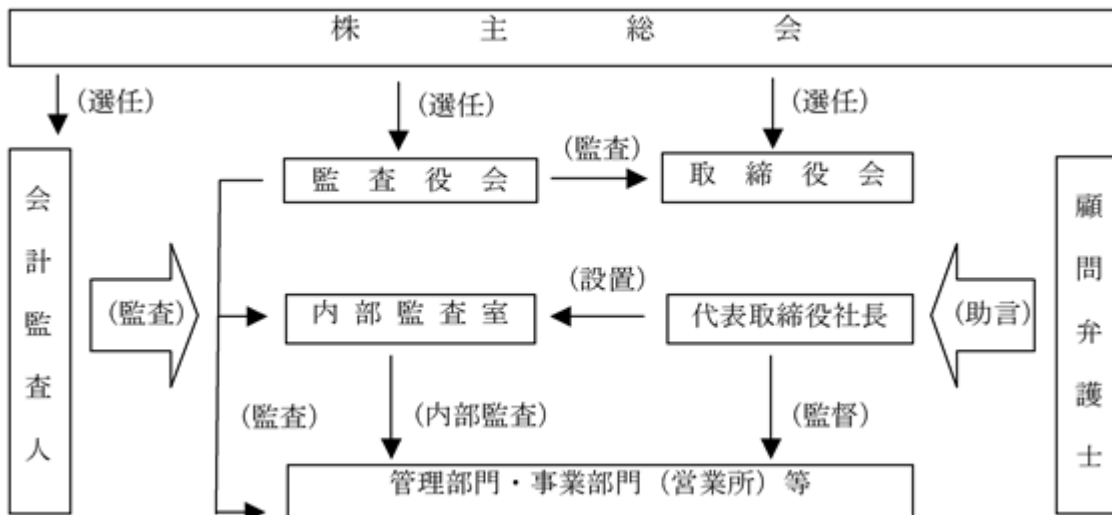 株主総会
(選任)
(選任)
(選任)
会計監査人
監査役会
(監査)
取締役会
顧問弁護士
(監査)
内部監査室
(設置)
代表取締役社長
(助言)
(監査)
(内部監査)
(監督)
管理部門・事業部門(営業所)等